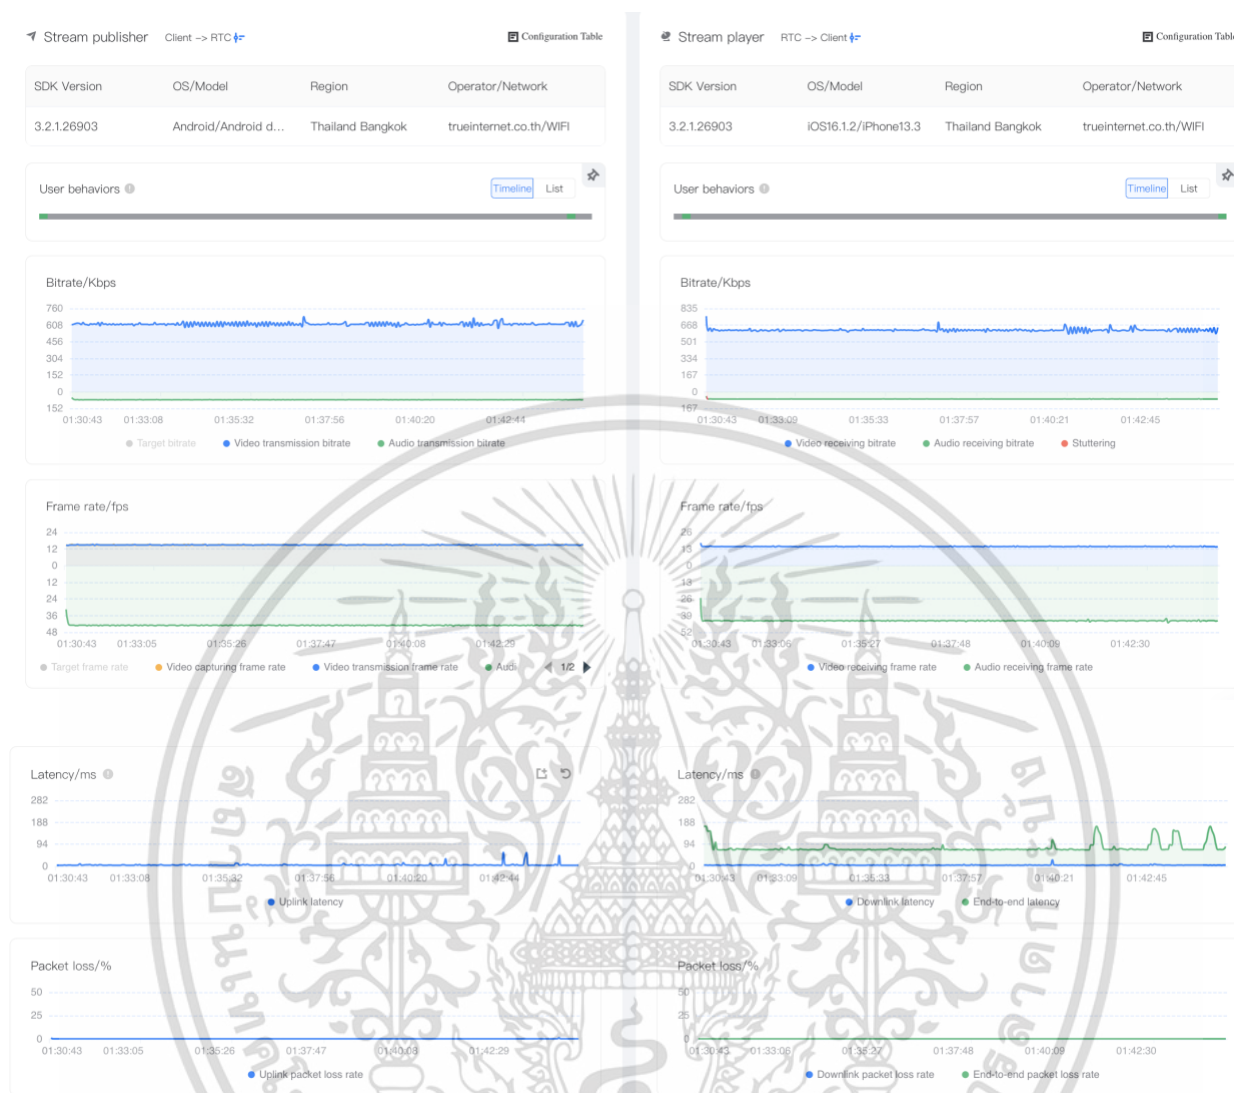 Stream publisher Client -> RTC
Configuration Table
SDK Version OS/Model Region Operator/Network
3.2.1.26903 Android/Android d... Thailand Bangkok trueinternet.co.th/WIFI
User behaviors
Timeline List
Bitrate/Kbps
760
608
456
304
152
0
152
01:30:43 01:33:08 01:35:32 01:37:56 01:40:20 01:42:44
Target bitrate Video transmission bitrate Audio transmission bitrate
Frame rate/fps
24
12
0
12
24
36
48
01:30:43 01:33:05 01:35:26 01:37:47 01:40:08 01:42:29
Target frame rate Video capturing frame rate Video transmission frame rate Audi 1/2
Latency/ms
282
188
94
0
01:30:43 01:33:08 01:35:32 01:37:56 01:40:20 01:42:44
Uplink latency
Packet loss/%
50
25
0
01:30:43 01:33:05 01:35:26 01:37:47 01:40:08 01:42:29
Uplink packet loss rate
Stream player RTC -> Client
Configuration Table
SDK Version OS/Model Region Operator/Network
3.2.1.26903 iOS16.1.2/iPhone13.3 Thailand Bangkok trueinternet.co.th/WIFI
User behaviors
Timeline List
Bitrate/Kbps
835
668
501
334
167
0
167
01:30:43 01:33:09 01:35:33 01:37:57 01:40:21 01:42:45
Video receiving bitrate Audio receiving bitrate Stuttering
Frame rate/fps
26
13
0
13
26
39
52
01:30:43 01:33:06 01:35:27 01:37:48 01:40:09 01:42:30
Video receiving frame rate Audio receiving frame rate
Latency/ms
282
188
94
0
01:30:43 01:33:09 01:35:33 01:37:57 01:40:21 01:42:45
Downlink latency End-to-end latency
Packet loss/%
50
25
0
01:30:43 01:33:06 01:35:27 01:37:48 01:40:09 01:42:30
Downlink packet loss rate End-to-end packet loss rate